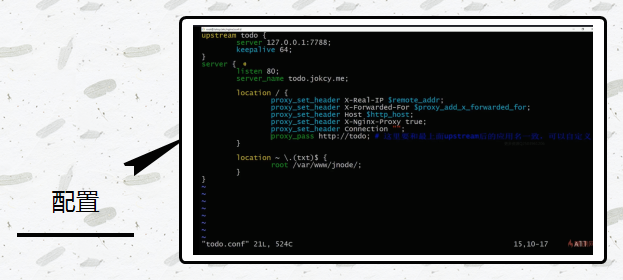 配置
upstream todo {
server 127.0.0.1:7788;
keepalive 64;
}
server {
listen 80;
server_name todo.jokcy.me;
location / {
proxy_set_header X-Real-IP $remote_addr;
proxy_set_header X-Forwarded-For $proxy_add_x_forwarded_for;
proxy_set_header Host $http_host;
proxy_set_header X-Nginx-Proxy true;
proxy_set_header Connection "";
proxy_pass http://todo; #
}
location ~ \.(txt)$ {
root /var/www/jnode/;
}
}
~
~
~
~
~
~
~
"todo.conf" 21L, 524C 15,10-17 All